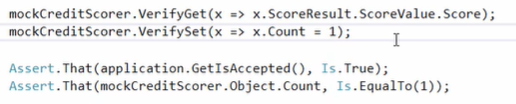 mockCreditScorer.VerifyGet(x => x.ScoreResult.ScoreValue.Score);
mockCreditScorer.VerifySet(x => x.Count = 1);
Assert.That(application.GetIsAccepted(), Is.True);
Assert.That(mockCreditScorer.Object.Count, Is.EqualTo(1));